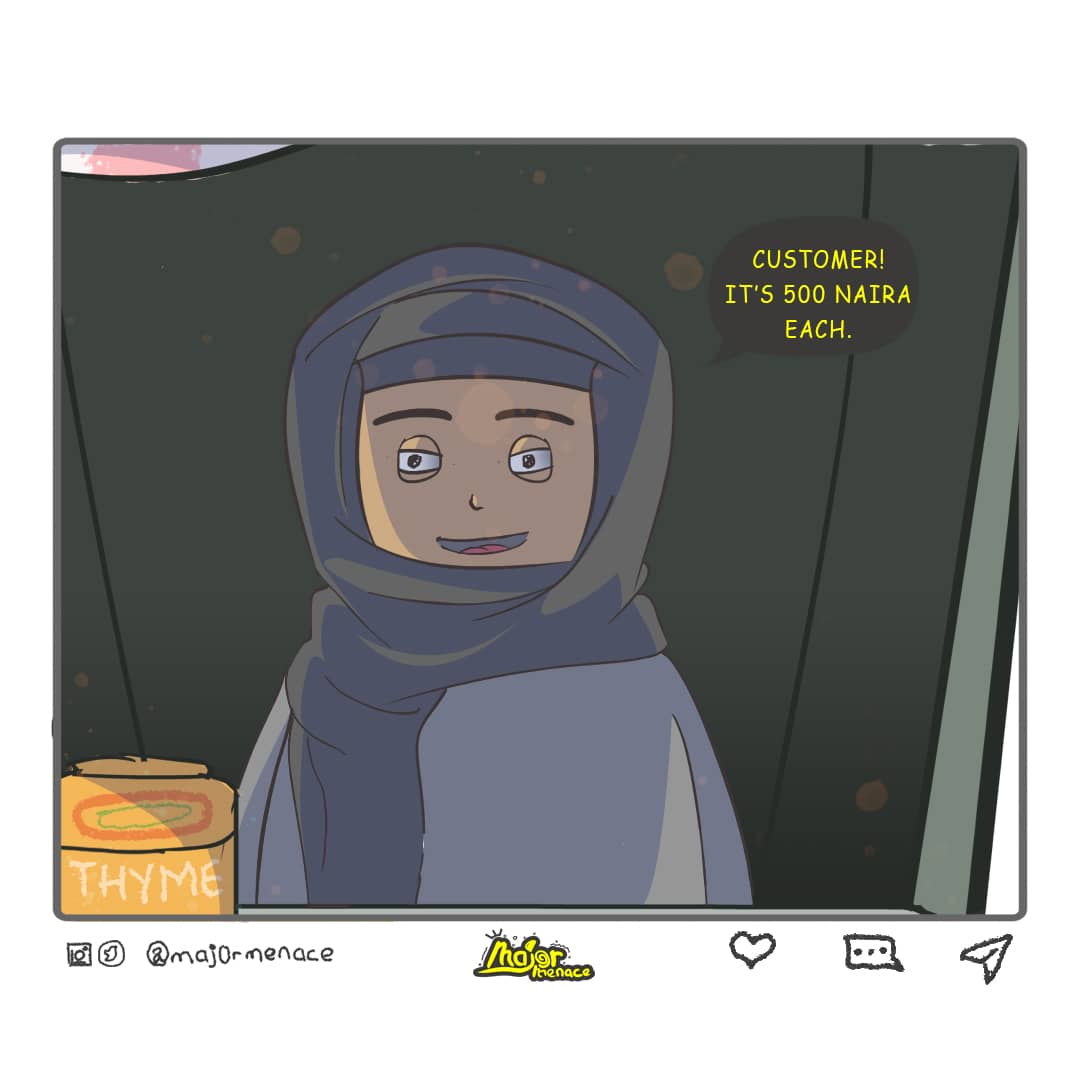 CUSTOMER!
IT'S 500 NAIRA
EACH.
THYME
@maj0rmenace
Major
menace